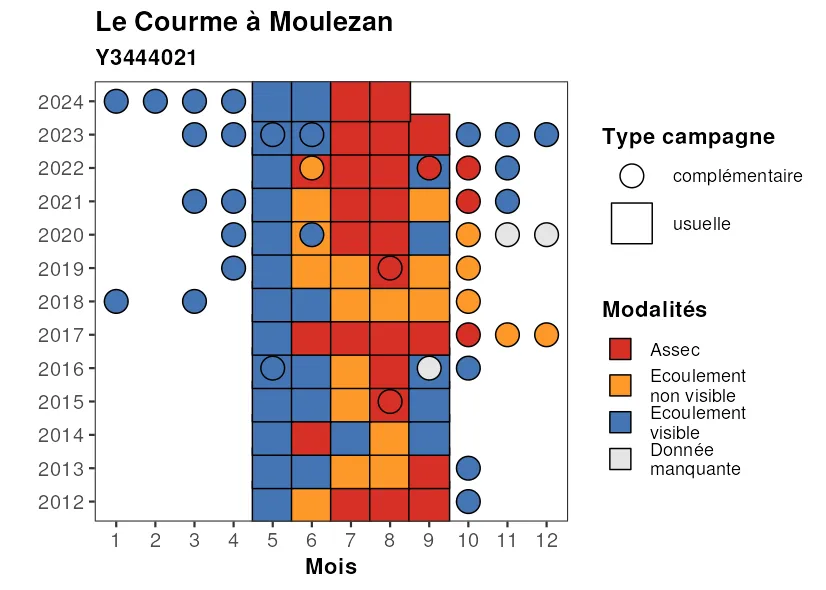 Le Courme à Moulezan
Y3444021
2024
2023
2022
2021
2020
2019
2018
2017
2016
2015
2014
2013
2012
1 2 3 4 5 6 7 8 9 10 11 12
Mois
Type campagne
complémentaire
usuelle
Modalités
Assec
Ecoulement
non visible
Ecoulement
visible
Donnée
manquante